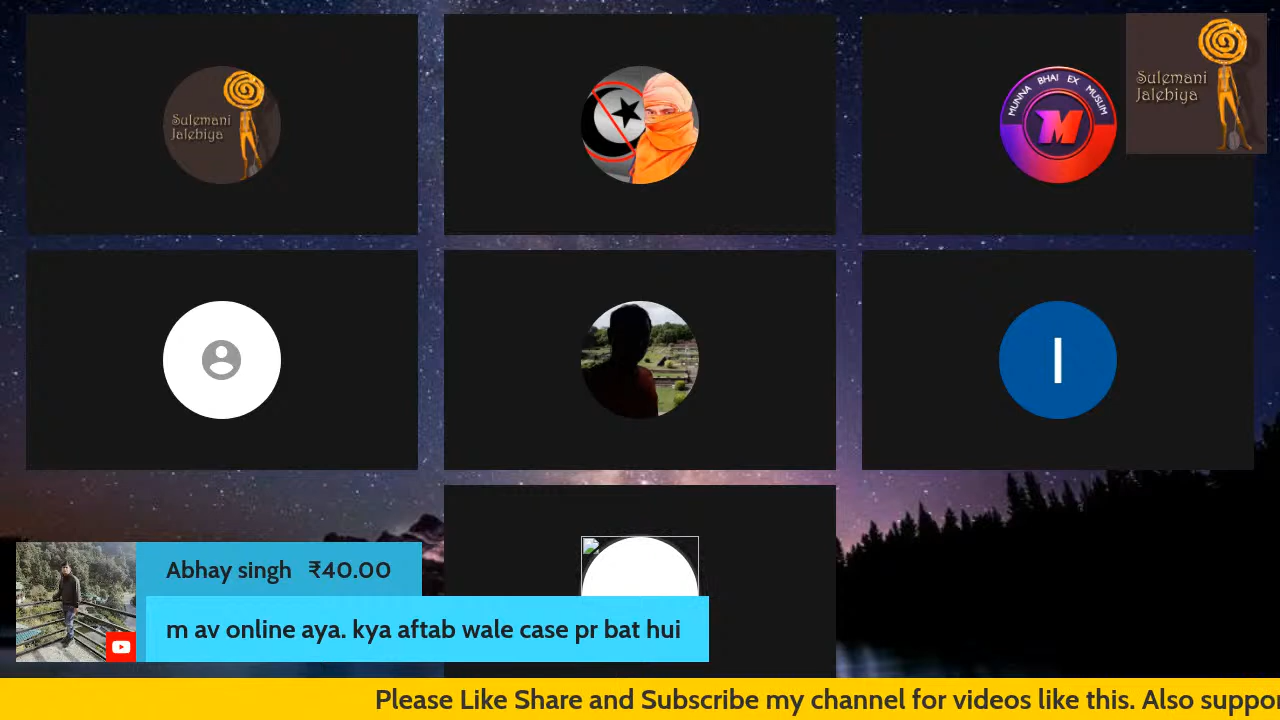 Sulemani
Jalebiya
MUNNA BHAI EX MUSLIM
M
Sulemani
Jalebiya
I
Abhay singh ₹40.00
m av online aya. kya aftab wale case pr bat hui
Please Like Share and Subscribe my channel for videos like this. Also suppor